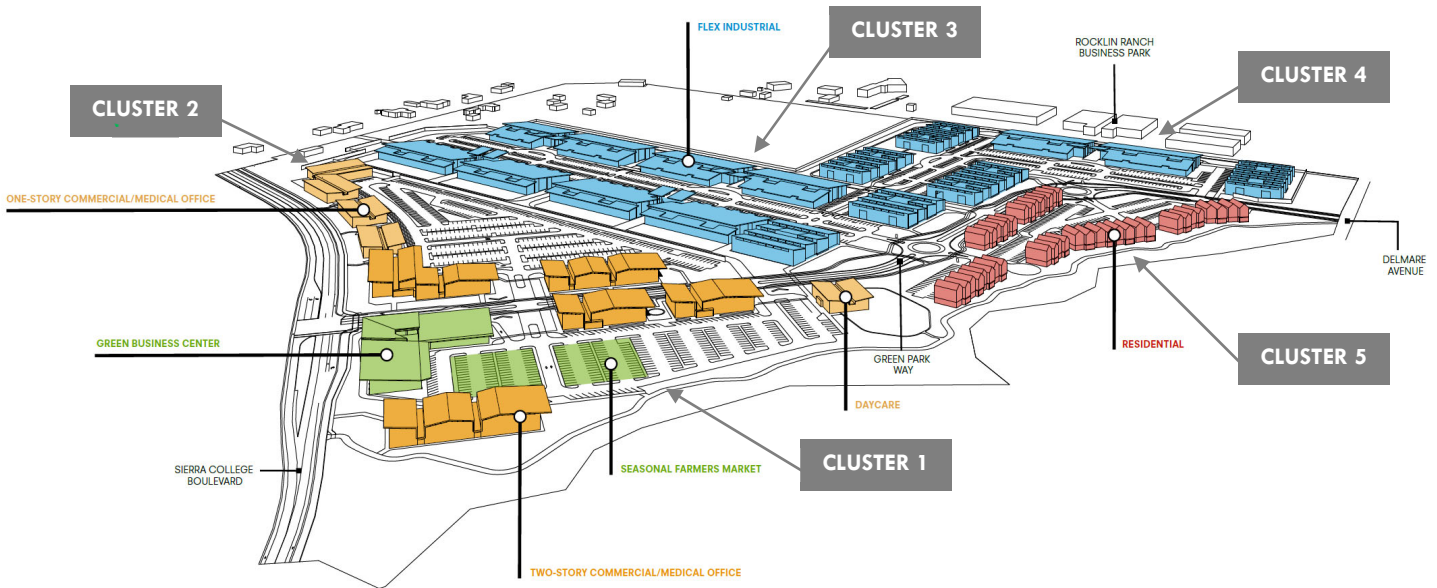 FLEX INDUSTRIAL
CLUSTER 3
ROCKLIN RANCH
BUSINESS PARK
CLUSTER 4
CLUSTER 2
ONE-STORY COMMERCIAL/MEDICAL OFFICE
DELMARE
AVENUE
GREEN BUSINESS CENTER
GREEN PARK
WAY
RESIDENTIAL
CLUSTER 5
DAYCARE
SIERRA COLLEGE
BOULEVARD
SEASONAL FARMERS MARKET
CLUSTER 1
TWO-STORY COMMERCIAL/MEDICAL OFFICE